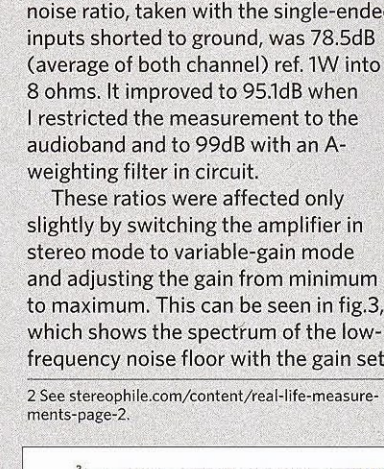 noise ratio, taken with the single-ende
inputs shorted to ground, was 78.5dB
(average of both channel) ref. 1W into
8 ohms. It improved to 95.1dB when
I restricted the measurement to the
audioband and to 99dB with an A-
weighting filter in circuit.
These ratios were affected only
slightly by switching the amplifier in
stereo mode to variable-gain mode
and adjusting the gain from minimum
to maximum. This can be seen in fig.3,
which shows the spectrum of the low-
frequency noise floor with the gain set
2 See stereophile.com/content/real-life-measure-
ments-page-2.